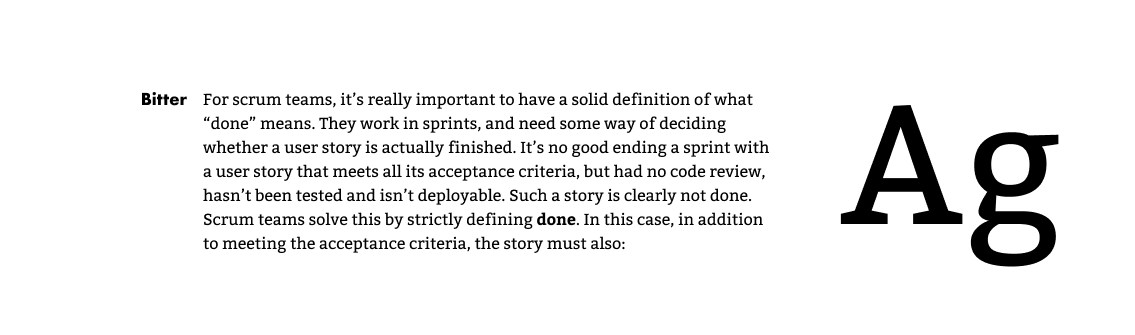 Bitter For scrum teams, it’s really important to have a solid definition of what
“done” means. They work in sprints, and need some way of deciding
whether a user story is actually finished. It’s no good ending a sprint with
a user story that meets all its acceptance criteria, but had no code review,
hasn’t been tested and isn’t deployable. Such a story is clearly not done.
Scrum teams solve this by strictly defining done. In this case, in addition
to meeting the acceptance criteria, the story must also:
Ag